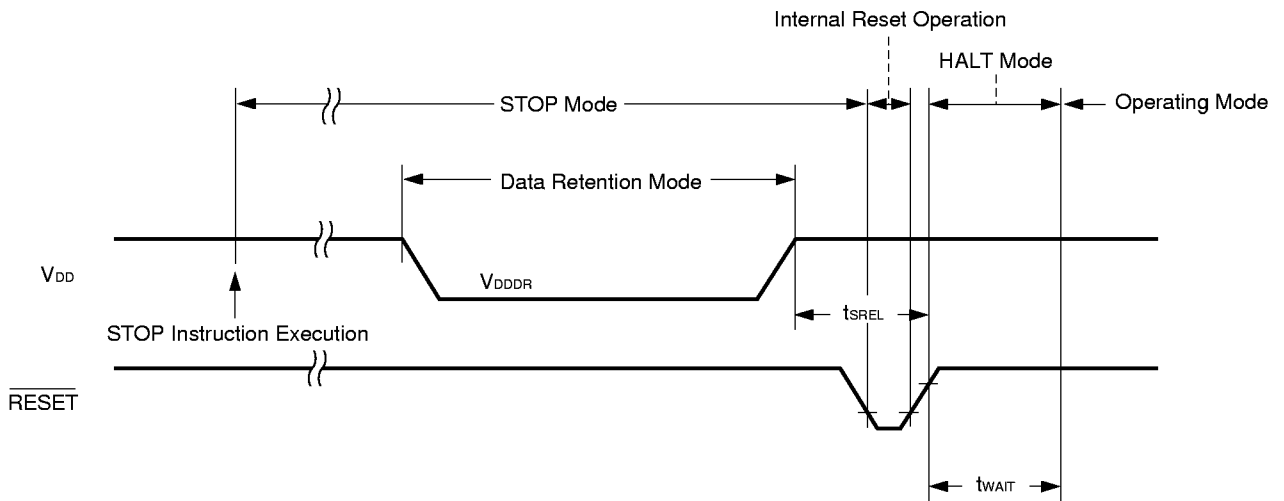 Internal Reset Operation
HALT Mode
STOP Mode
Operating Mode
Data Retention Mode
VDD
VDDDR
tSREL
STOP Instruction Execution
RESET
tWAIT